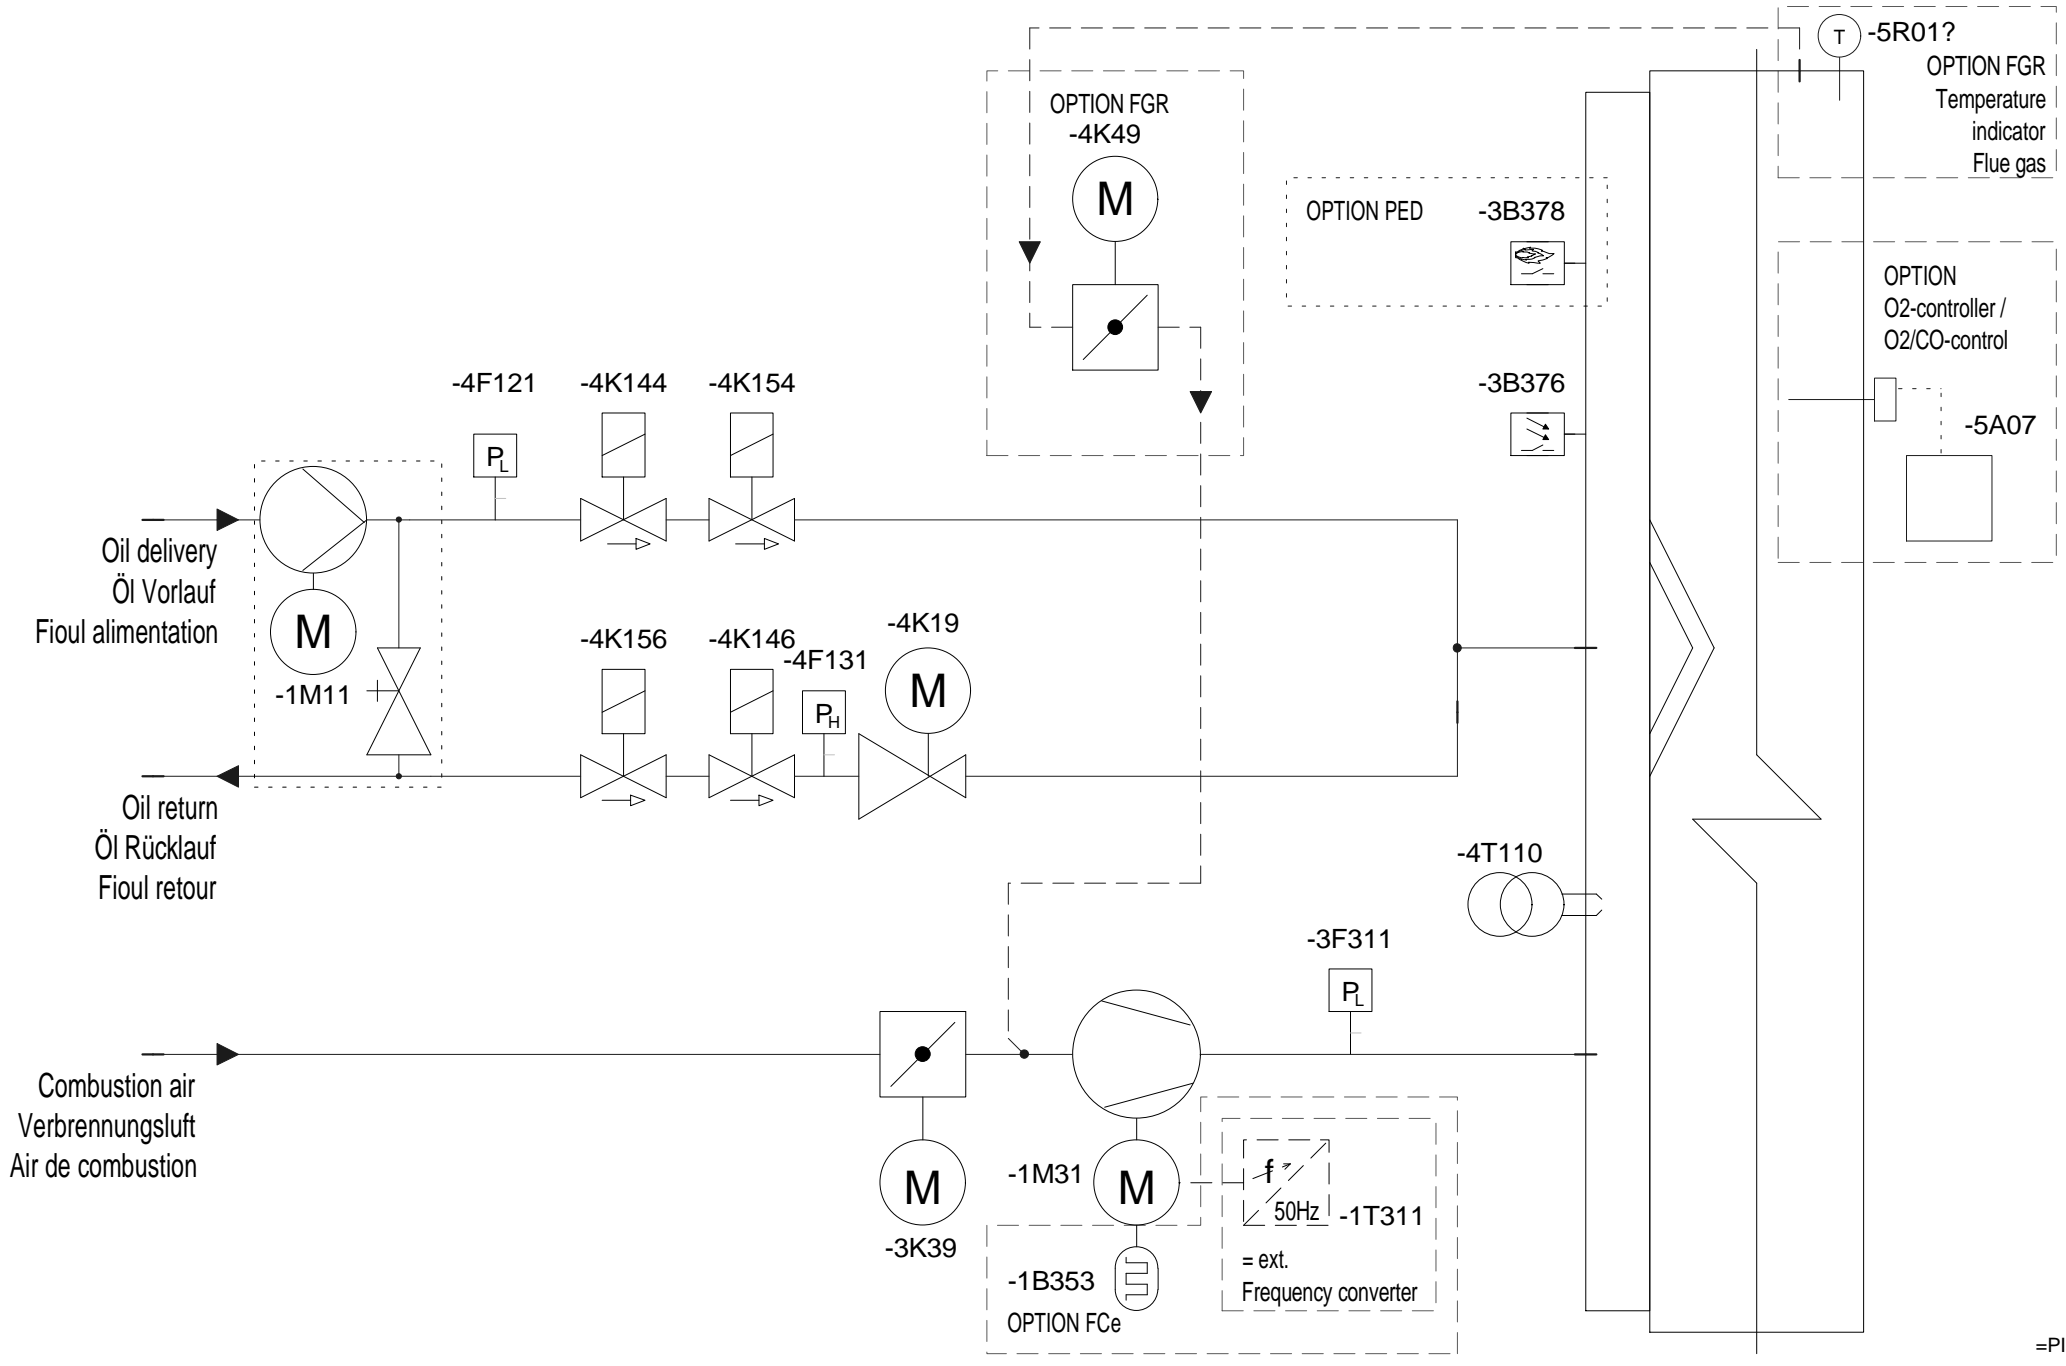 T
-5R01?
OPTION FGR
Temperature
indicator
Flue gas
OPTION FGR
-4K49
M
OPTION PED
-3B378
OPTION
O2-controller /
O2/CO-control
-5A07
-3B376
-4F121
-4K144
-4K154
PL
Oil delivery
Öl Vorlauf
Fioul alimentation
M
-1M11
-4K156
-4K146
-4F131
-4K19
PH
M
Oil return
Öl Rücklauf
Fioul retour
-4T110
-3F311
PL
Combustion air
Verbrennungsluft
Air de combustion
M
-3K39
-1M31
M
f
50Hz
-1T311
= ext.
Frequency converter
-1B353
OPTION FCe
=PI